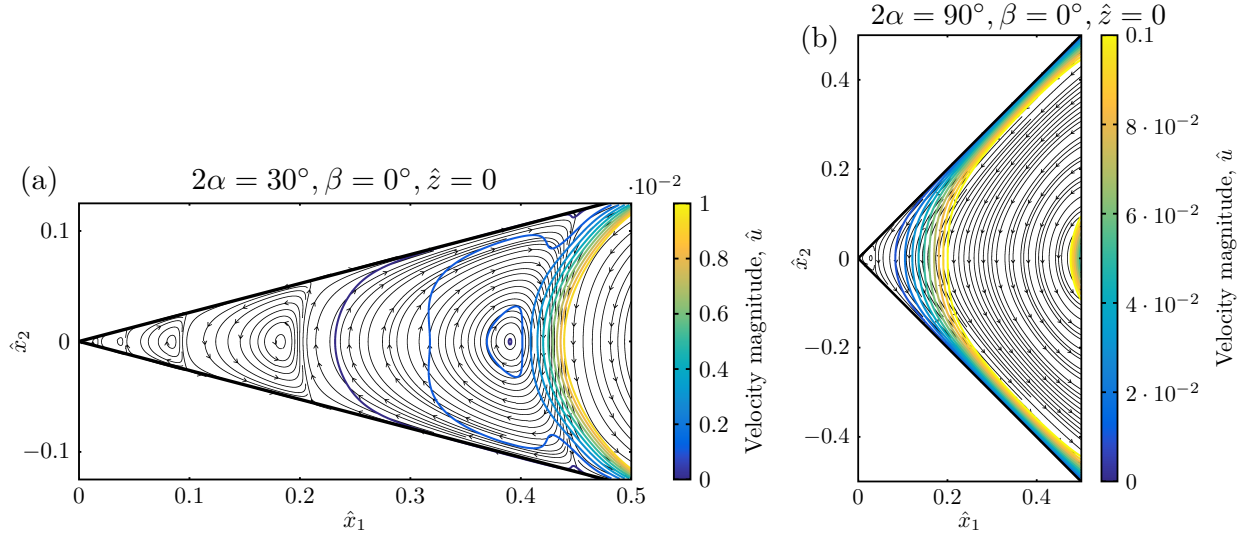 (a)
2α = 30°, β = 0°, ẑ = 0
·10⁻²
0.1
0
−0.1
x̂₂
0
0.1
0.2
0.3
0.4
0.5
x̂₁
1
0.8
0.6
0.4
0.2
0
Velocity magnitude, û
(b)
2α = 90°, β = 0°, ẑ = 0
0.4
0.2
0
−0.2
−0.4
x̂₂
0
0.2
0.4
x̂₁
0.1
8 · 10⁻²
6 · 10⁻²
4 · 10⁻²
2 · 10⁻²
0
Velocity magnitude, û